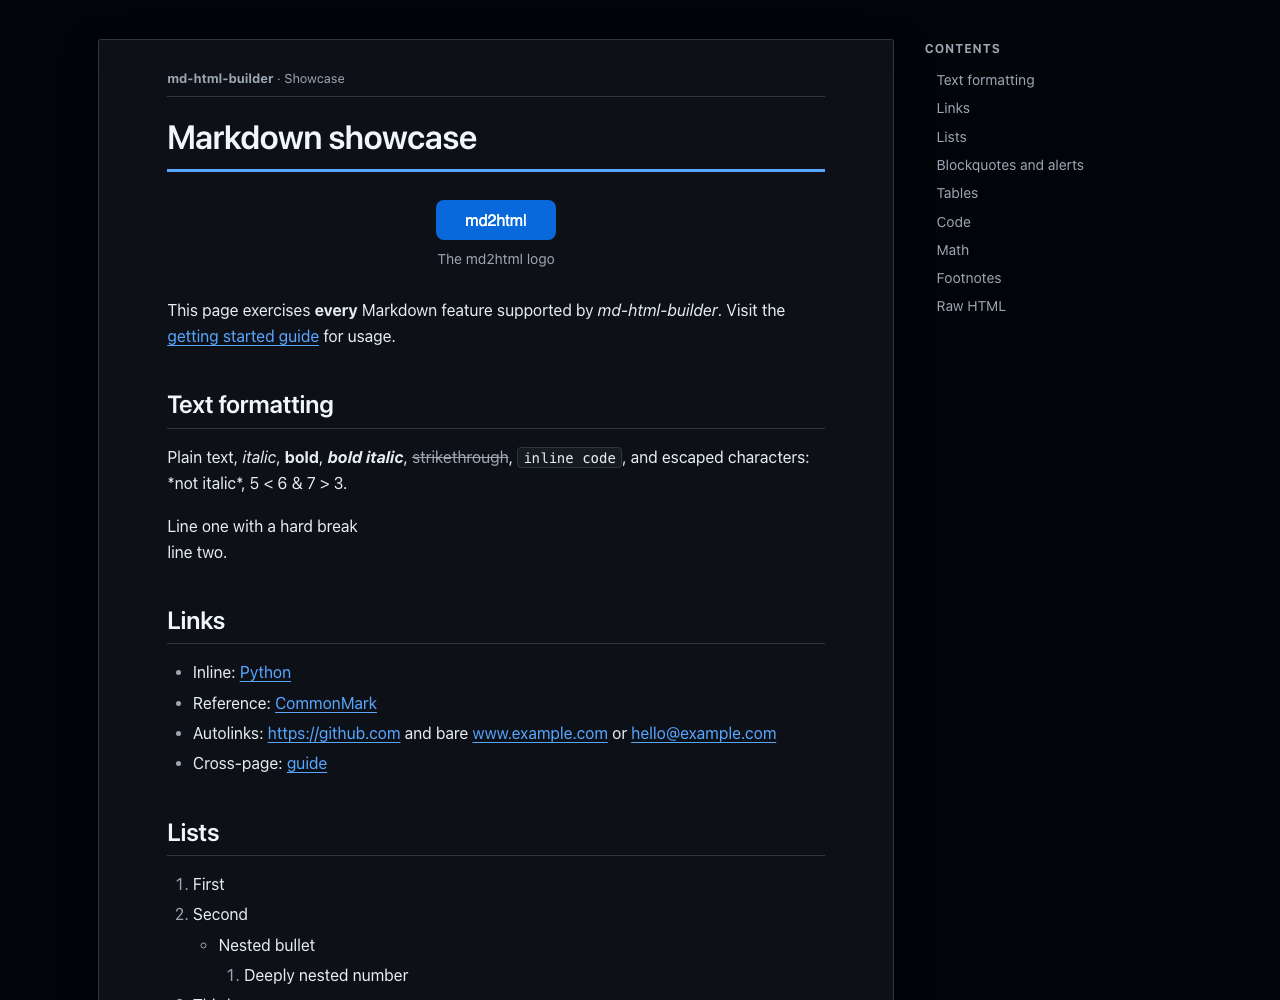 md-html-builder · Showcase
Markdown showcase
md2html
The md2html logo
This page exercises every Markdown feature supported by md-html-builder. Visit the
getting started guide for usage.
Text formatting
Plain text, italic, bold, bold italic, strikethrough, inline code, and escaped characters:
*not italic*, 5 < 6 & 7 > 3.
Line one with a hard break
line two.
Links
• Inline: Python
• Reference: CommonMark
• Autolinks: https://github.com and bare www.example.com or hello@example.com
• Cross-page: guide
Lists
1. First
2. Second
◦ Nested bullet
1. Deeply nested number
CONTENTS
Text formatting
Links
Lists
Blockquotes and alerts
Tables
Code
Math
Footnotes
Raw HTML